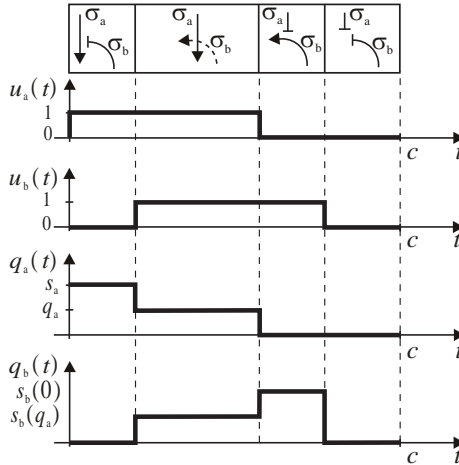 σa σa σa σa
σb σb σb σb
ua(t)
1
0
c t
ub(t)
1
0
c t
qa(t)
sa
qa
c t
qb(t)
sb(0)
sb(qa)
c t